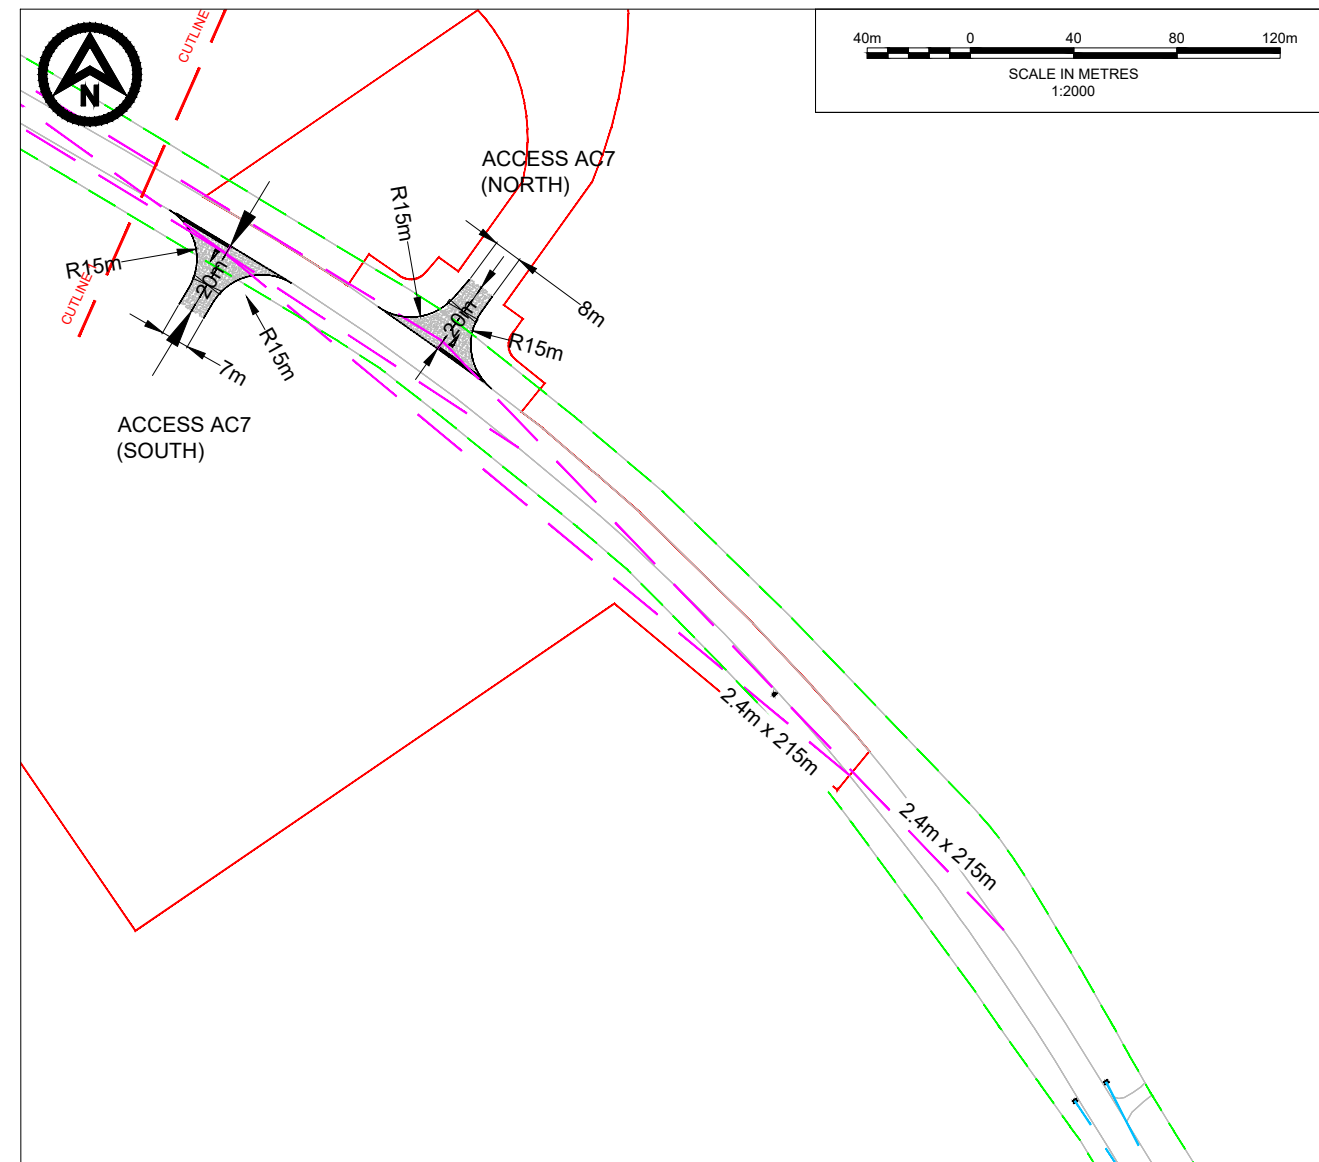 N
CUTLINE
40m 0 40 80 120m
SCALE IN METRES
1:2000
ACCESS AC7
(NORTH)
R15m
R15m
20m
CUTLINE
20m
8m
R15m
R15m
7m
ACCESS AC7
(SOUTH)
2.4m x 215m
2.4m x 215m